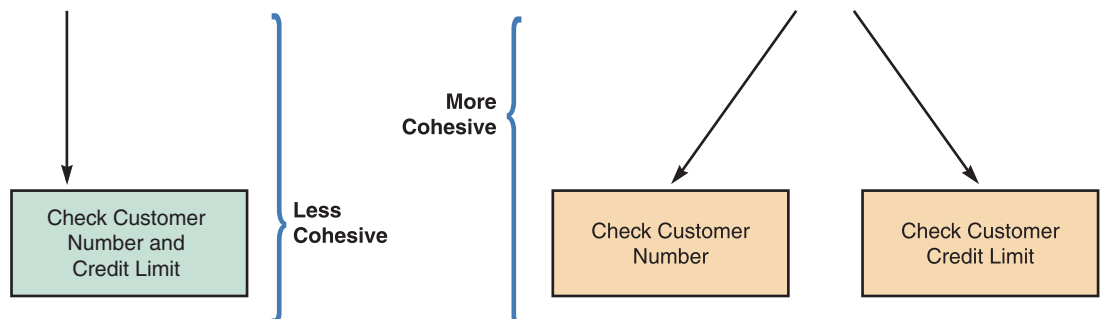 Check Customer
Number and
Credit Limit
Less
Cohesive
More
Cohesive
Check Customer
Number
Check Customer
Credit Limit